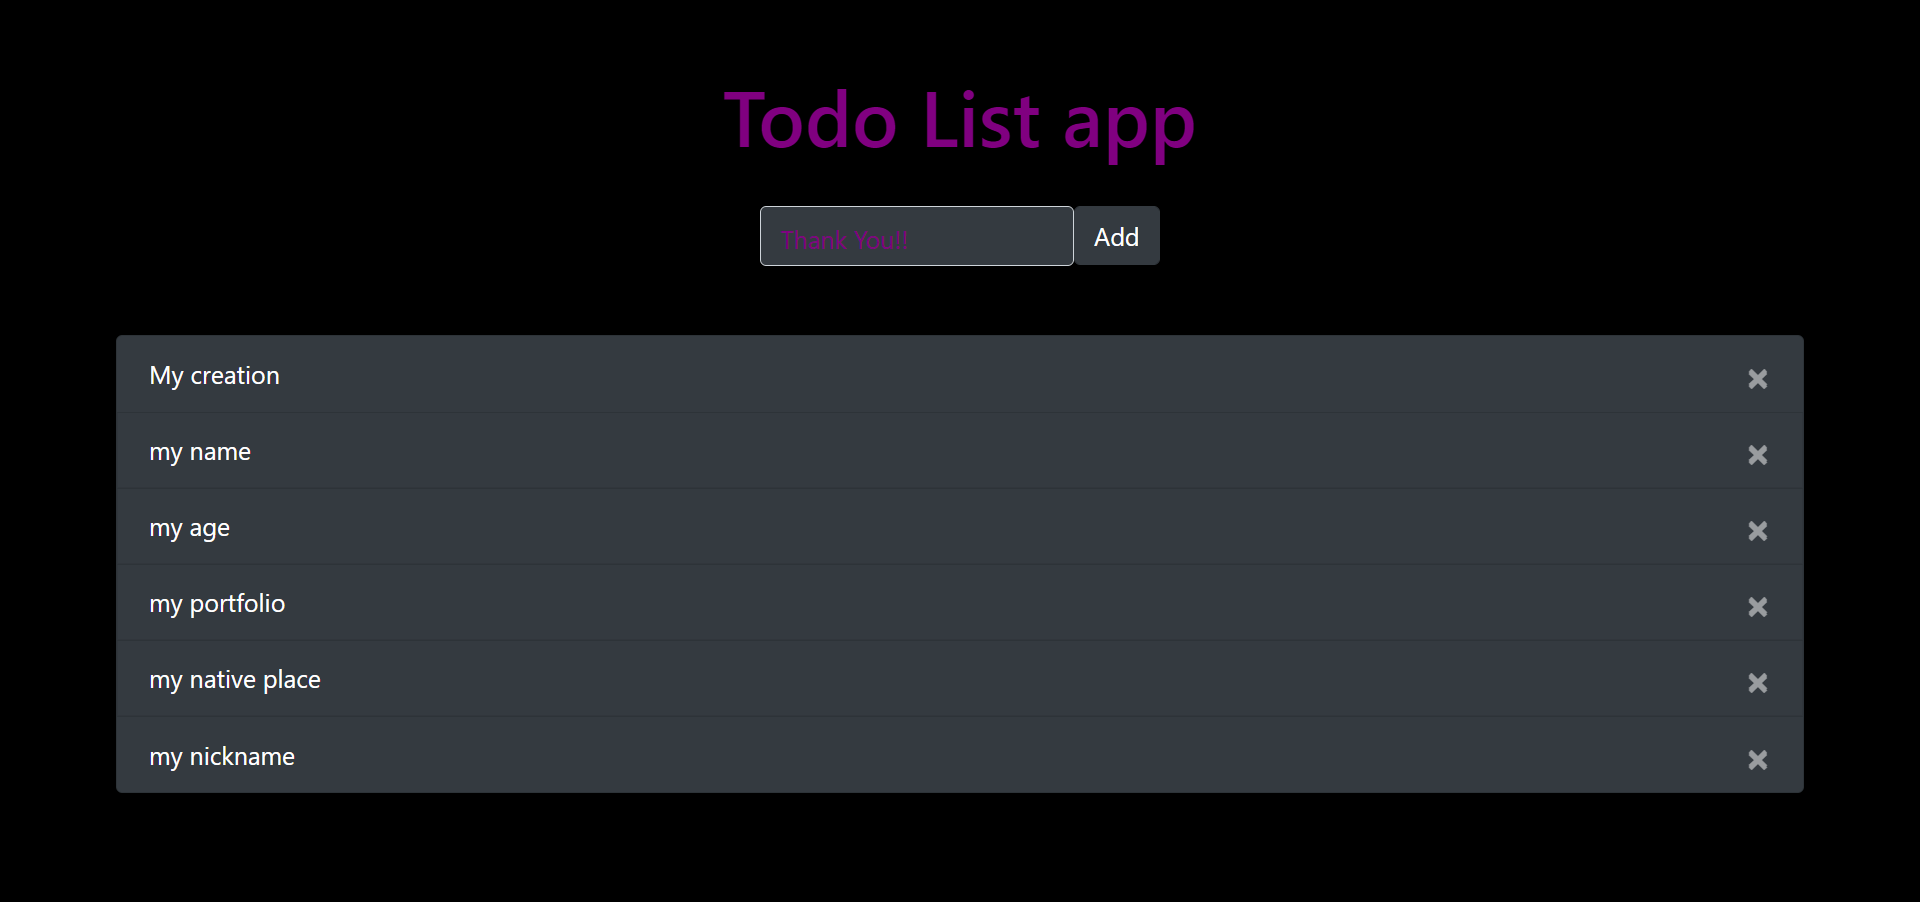 Todo List app
Thank You!!
Add
My creation
my name
my age
my portfolio
my native place
my nickname